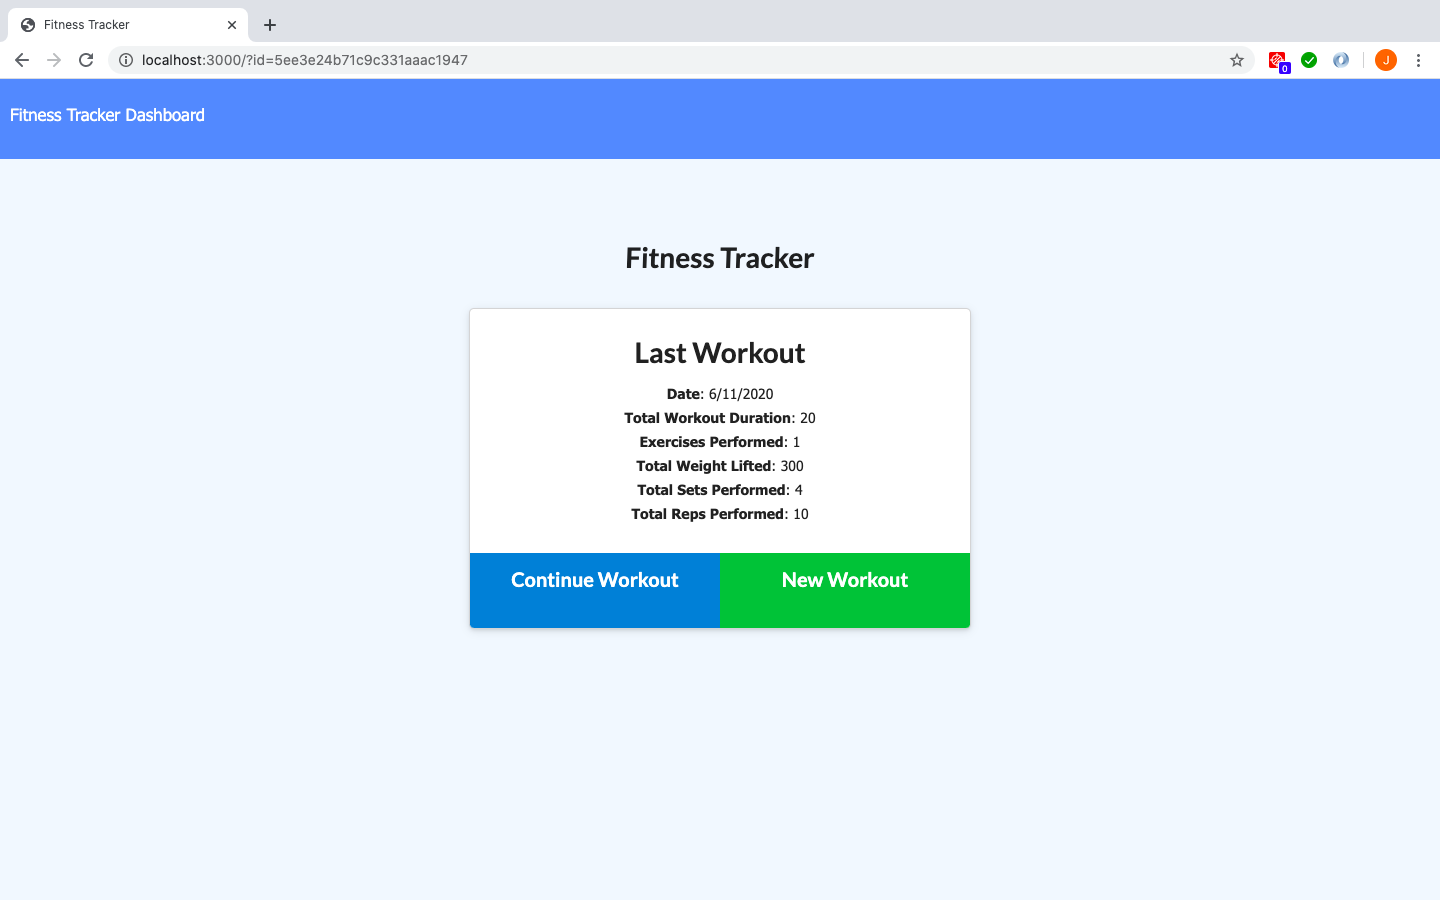 Fitness Tracker
localhost:3000/?id=5ee3e24b71c9c331aaac1947
0
J
Fitness Tracker Dashboard
Fitness Tracker
Last Workout
Date: 6/11/2020
Total Workout Duration: 20
Exercises Performed: 1
Total Weight Lifted: 300
Total Sets Performed: 4
Total Reps Performed: 10
Continue Workout
New Workout